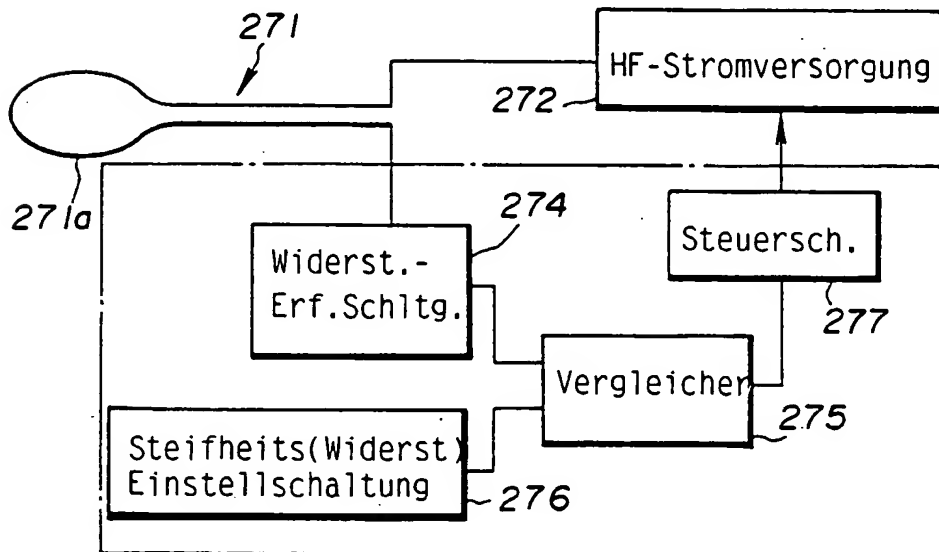 271
HF-Stromversorgung
272
271a
274
Widerst.-
Erf.Schltg.
Steuersch.
277
Vergleicher
275
Steifheits(Widerst)
Einstellschaltung
276